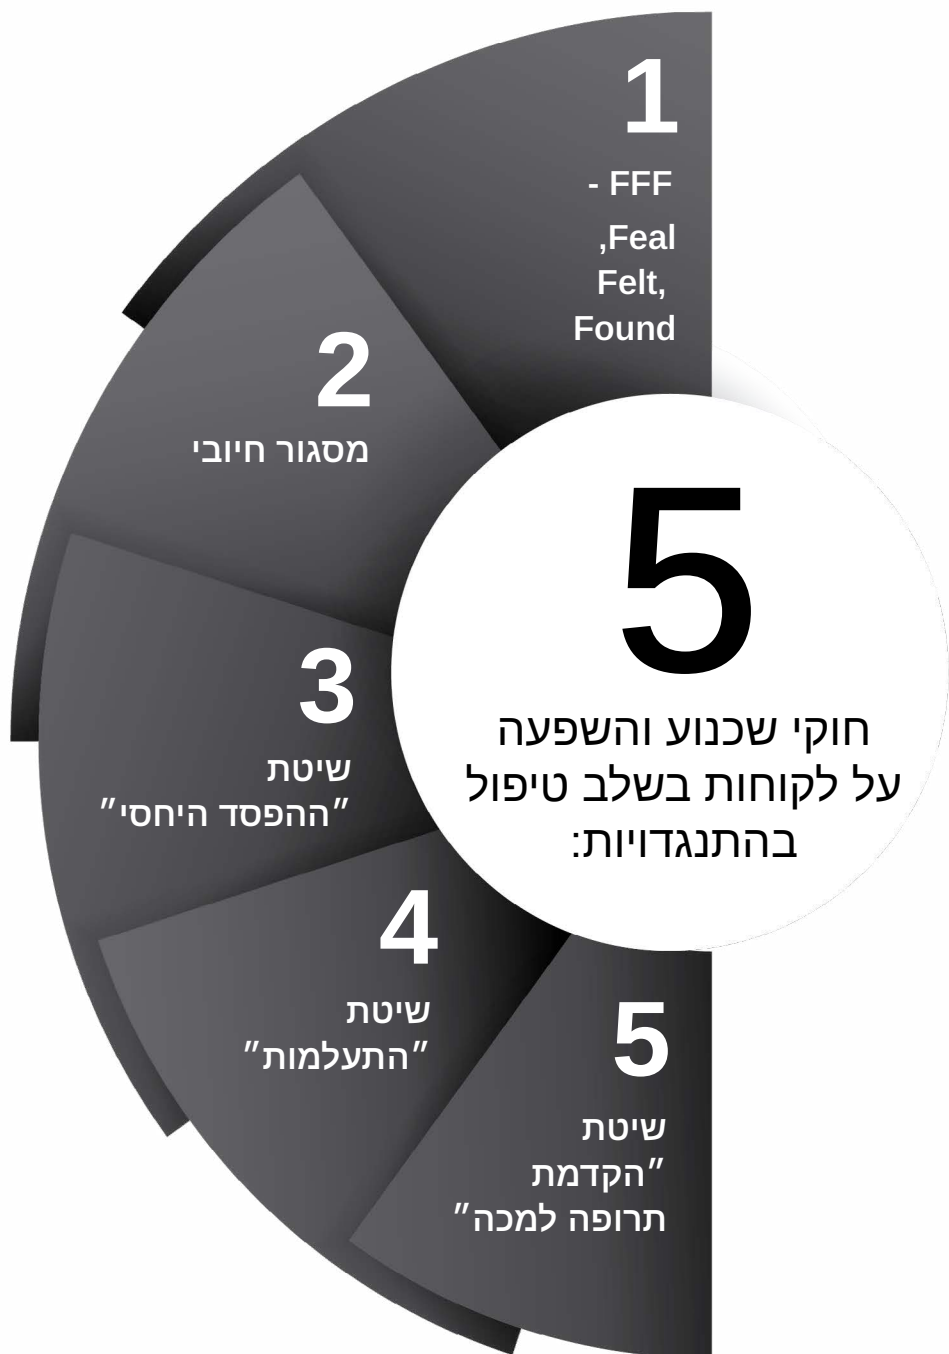 5
חוקי שכנוע והשפעה
על לקוחות בשלב טיפול
בהתנגדויות:
1
FFF -
Feal,
Felt,
Found
2
מסגור חיובי
3
שיטת
״ההפסד היחסי״
4
שיטת
״התעלמות״
5
שיטת
״הקדמת
תרופה למכה״